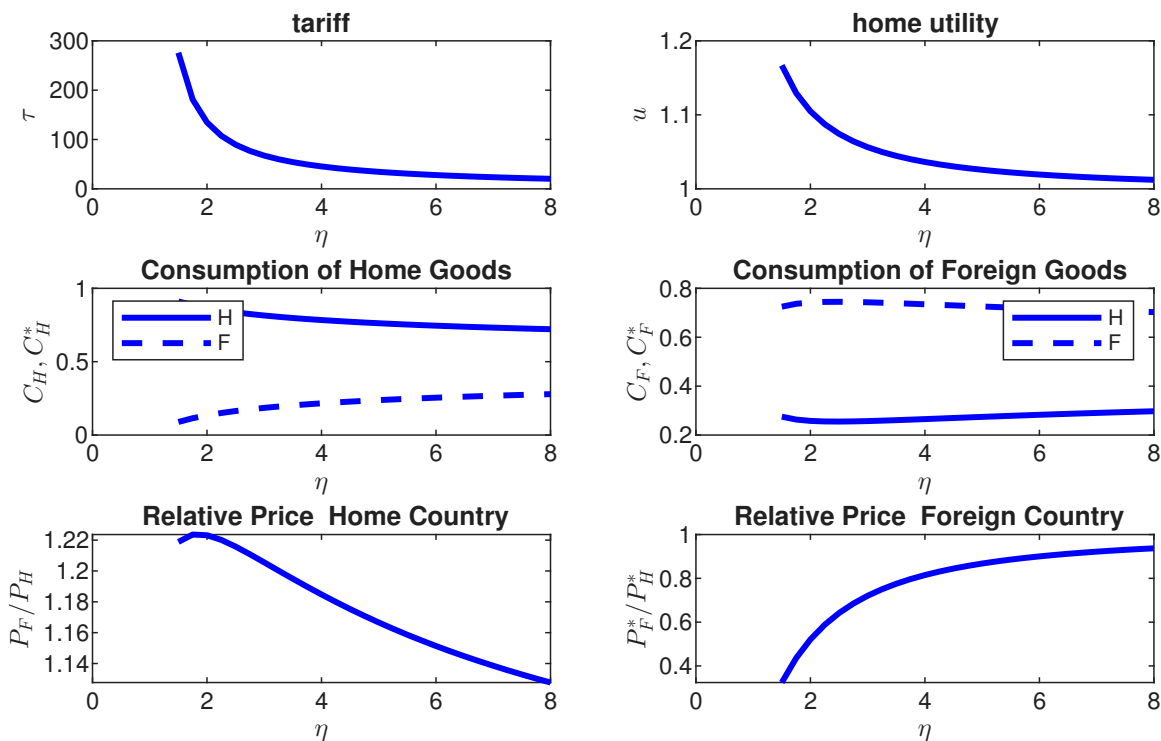 tariff
300
200
100
0
τ
0
2
4
6
8
η
home utility
1.2
1.1
1
u
0
2
4
6
8
η
Consumption of Home Goods
1
0.5
0
C_H, C_H^*
H
F
0
2
4
6
8
η
Consumption of Foreign Goods
0.8
0.6
0.4
0.2
C_F, C_F^*
H
F
0
2
4
6
8
η
Relative Price Home Country
1.22
1.2
1.18
1.16
1.14
P_F/P_H
0
2
4
6
8
η
Relative Price Foreign Country
1
0.8
0.6
0.4
P_F^*/P_H^*
0
2
4
6
8
η